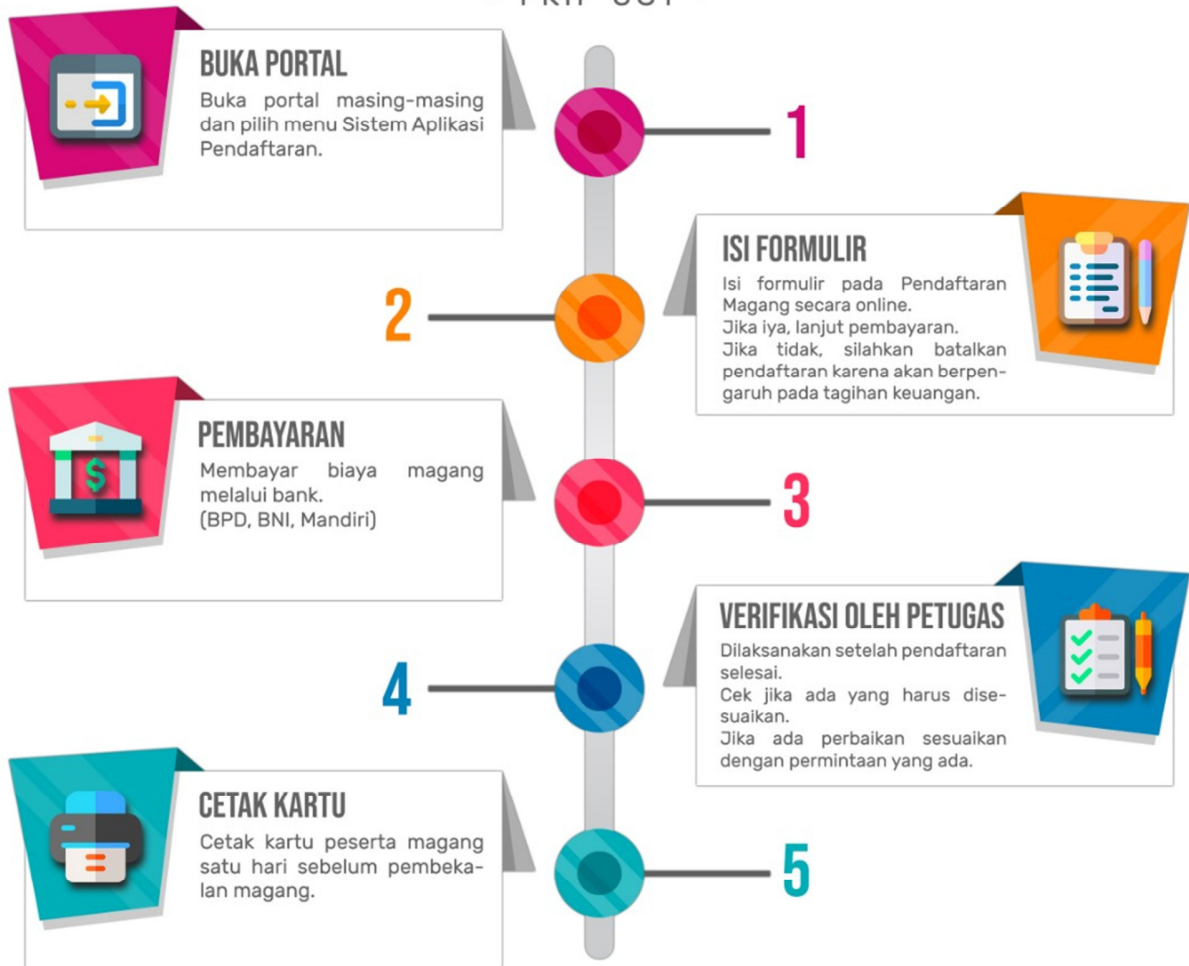 BUKA PORTAL
Buka portal masing-masing
dan pilih menu Sistem Aplikasi
Pendaftaran.
1
ISI FORMULIR
Isi formulir pada Pendaftaran
Magang secara online.
Jika iya, lanjut pembayaran.
Jika tidak, silahkan batalkan
pendaftaran karena akan berpen-
garuh pada tagihan keuangan.
2
PEMBAYARAN
Membayar biaya magang
melalui bank.
(BPD, BNI, Mandiri)
$
3
VERIFIKASI OLEH PETUGAS
Dilaksanakan setelah pendaftaran
selesai.
Cek jika ada yang harus dise-
suaikan.
Jika ada perbaikan sesuaikan
dengan permintaan yang ada.
4
CETAK KARTU
Cetak kartu peserta magang
satu hari sebelum pembeka-
lan magang.
5